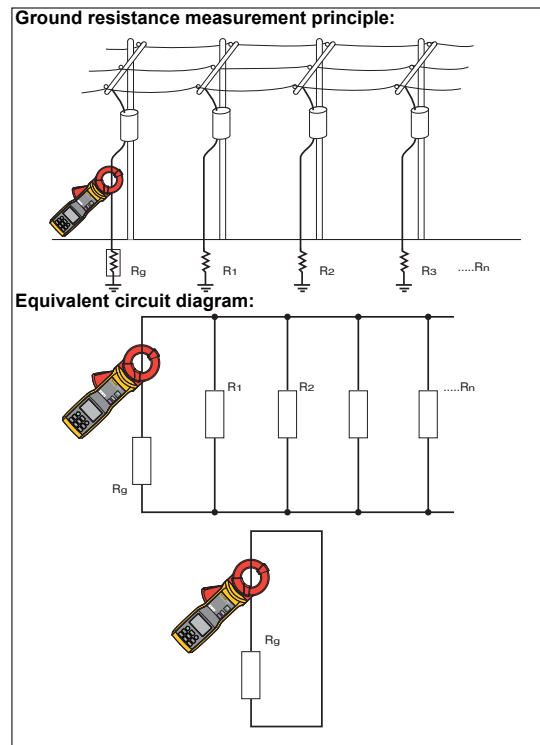 Ground resistance measurement principle:
Rg R1 R2 R3 .....Rn
Equivalent circuit diagram:
R1 R2 .....Rn
Rg
Rg